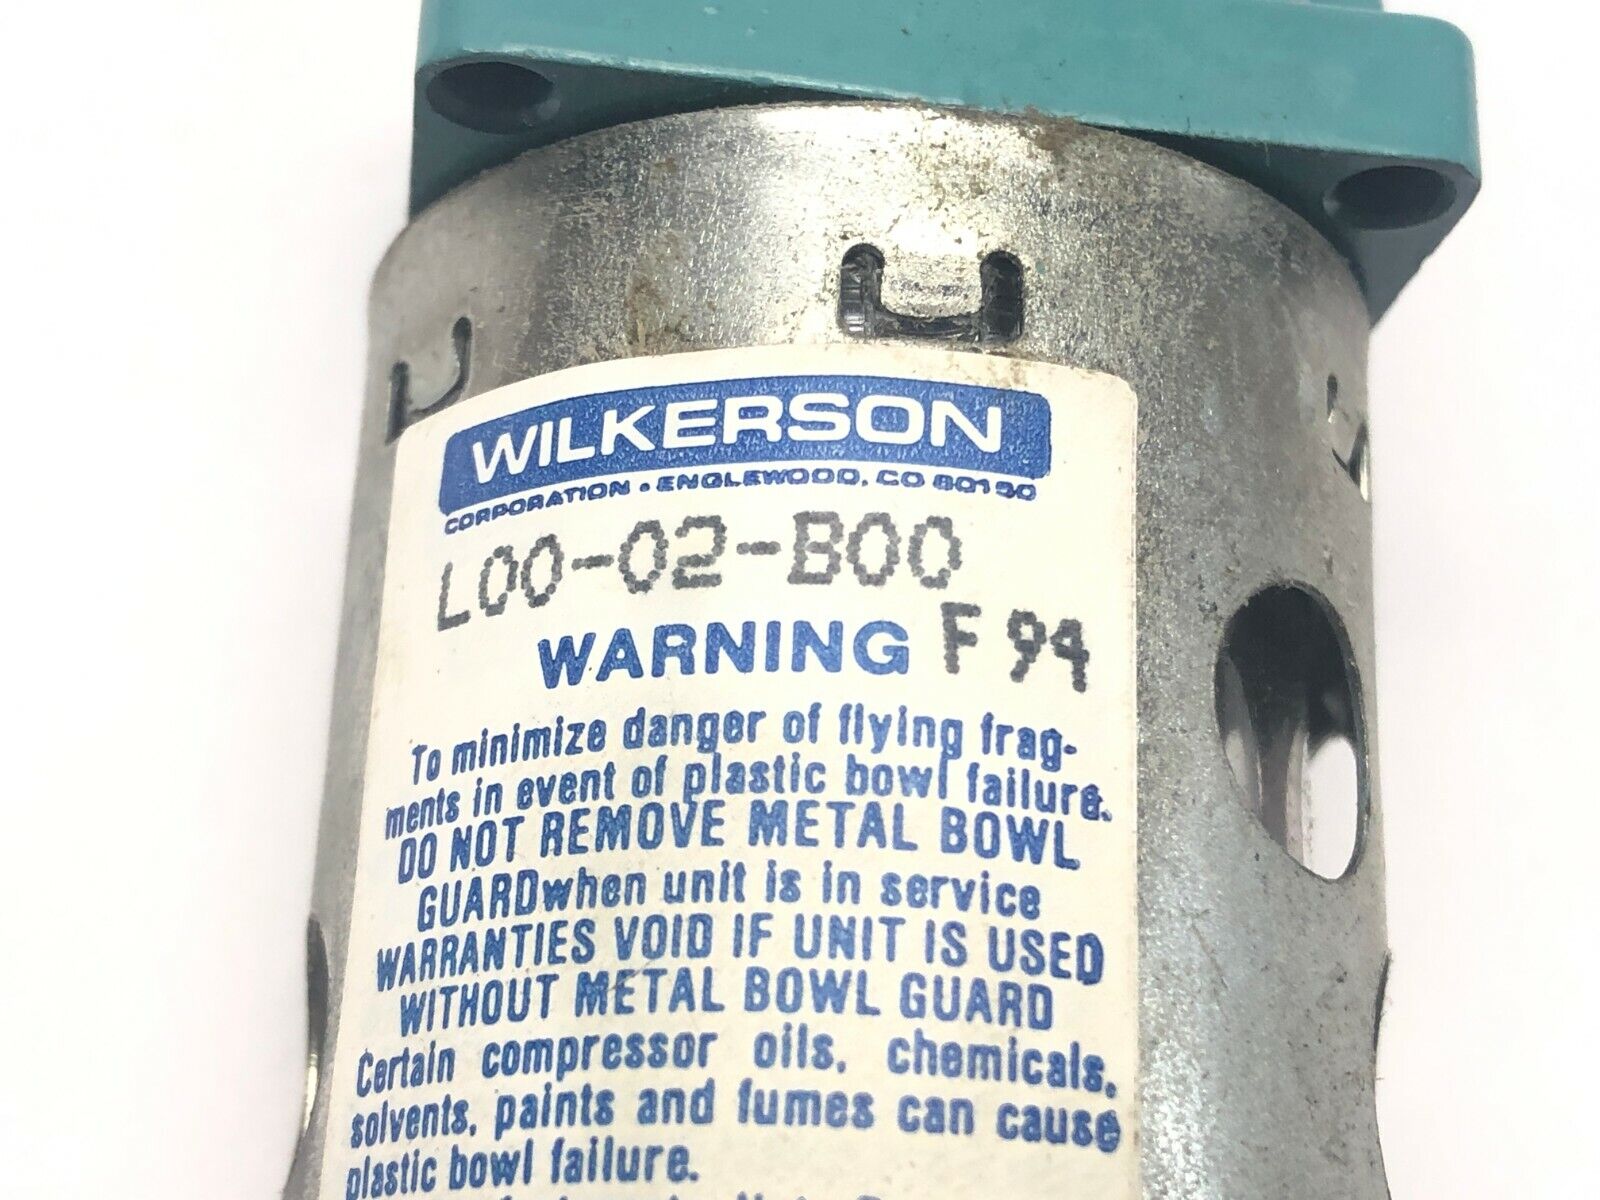 WILKERSON
CORPORATION • ENGLEWOOD, CO 80150
L00-02-B00
WARNING F 94
To minimize danger of flying frag-
ments in event of plastic bowl failure.
DO NOT REMOVE METAL BOWL
GUARD when unit is in service
WARRANTIES VOID IF UNIT IS USED
WITHOUT METAL BOWL GUARD
Certain compressor oils, chemicals,
solvents, paints and fumes can cause
plastic bowl failure.